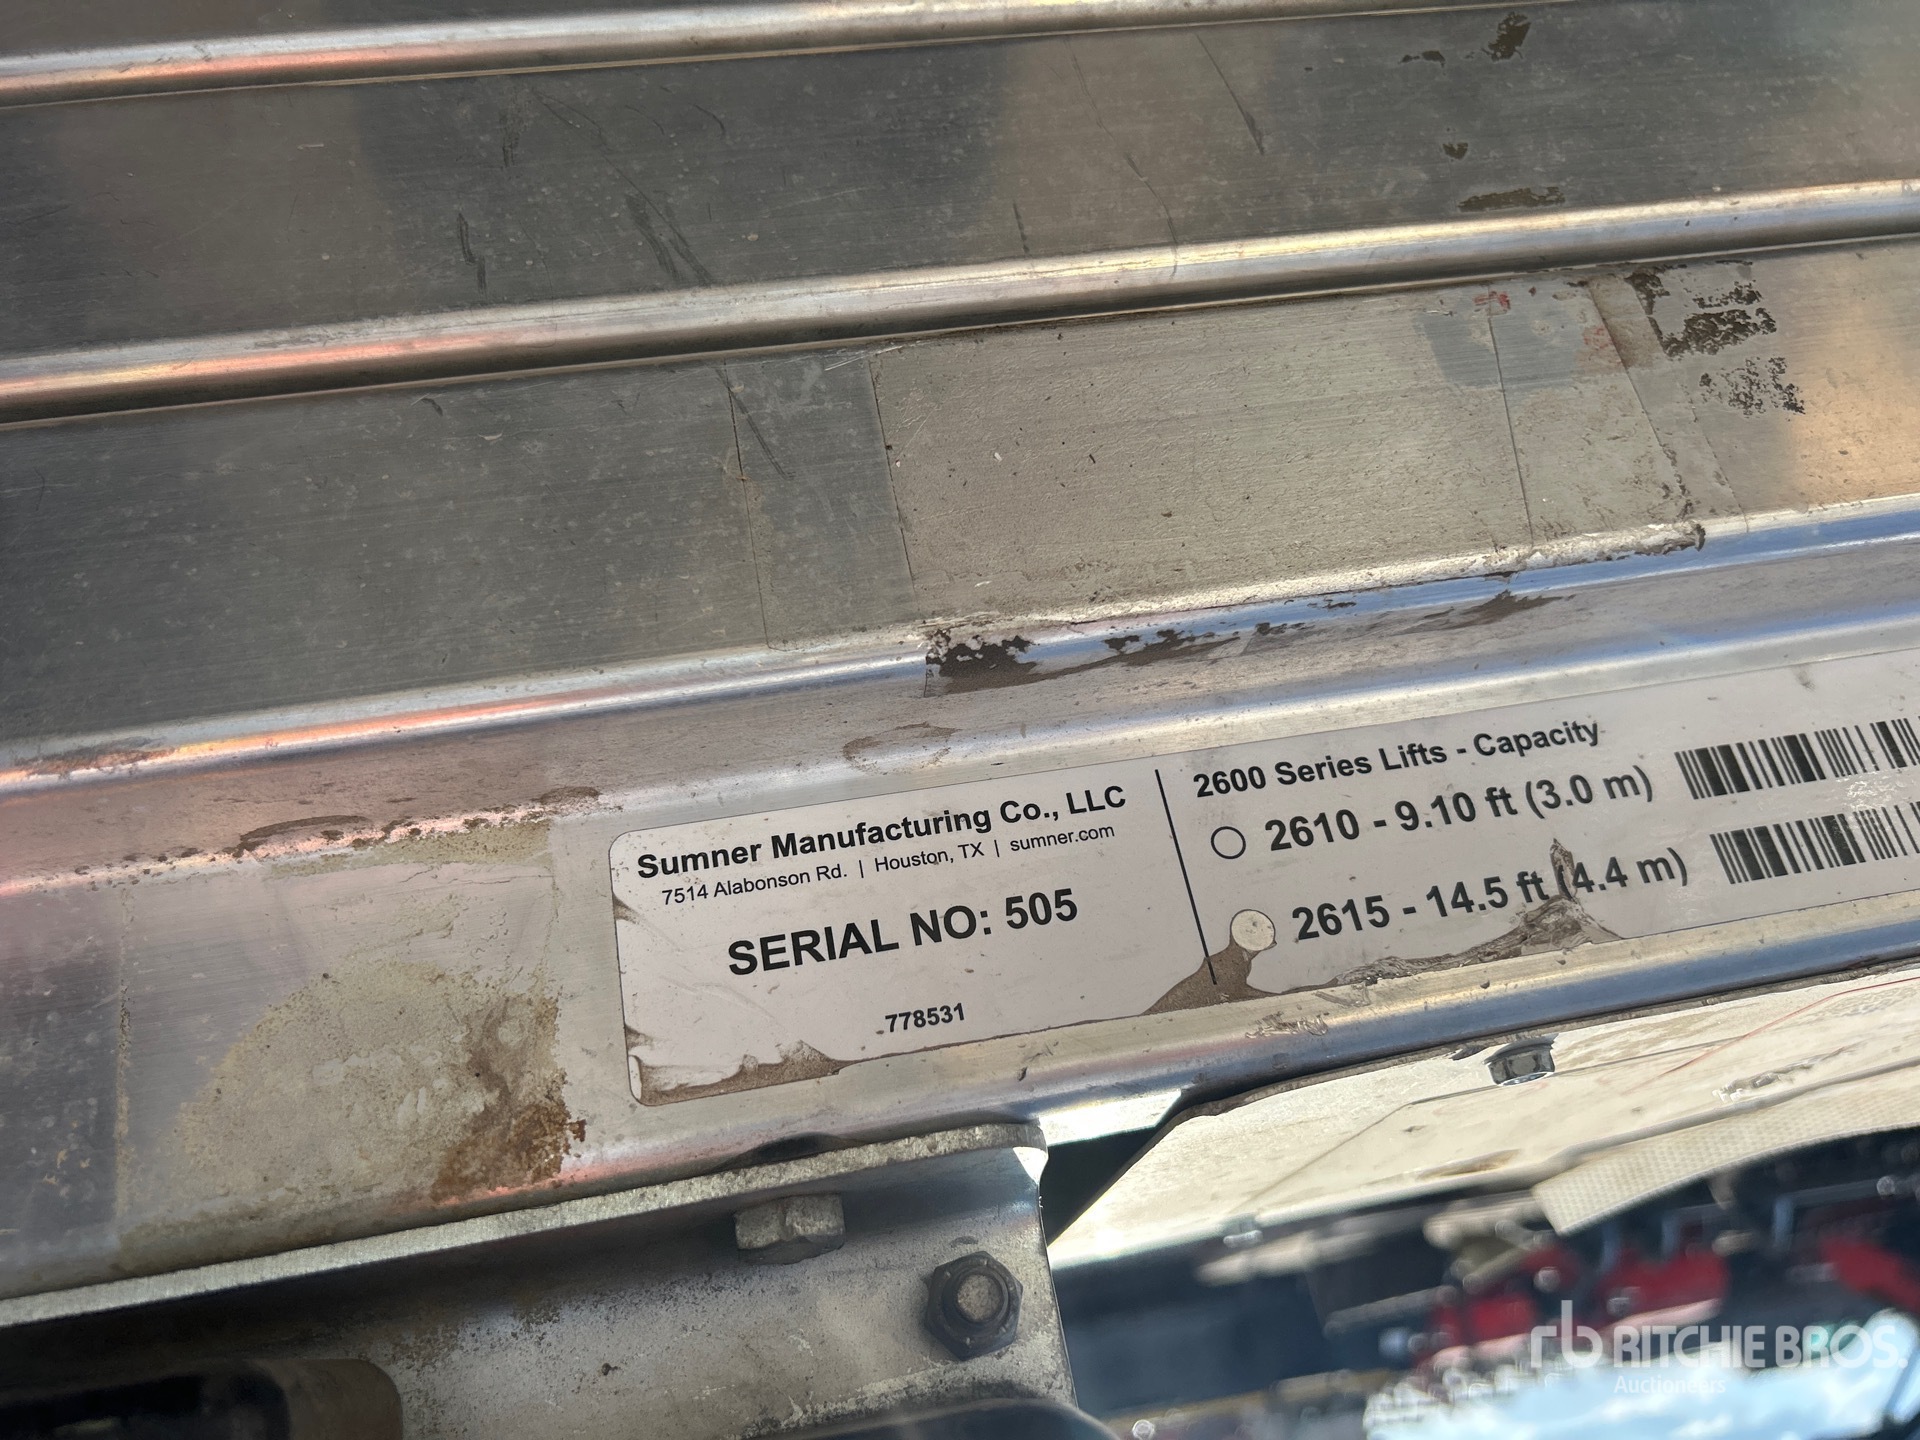 Sumner Manufacturing Co., LLC
7514 Alabonson Rd. | Houston, TX | sumner.com
SERIAL NO: 505
778531
2600 Series Lifts - Capacity
2610 - 9.10 ft (3.0 m)
2615 - 14.5 ft (4.4 m)
rb RITCHIE BROS.
Auctioneers